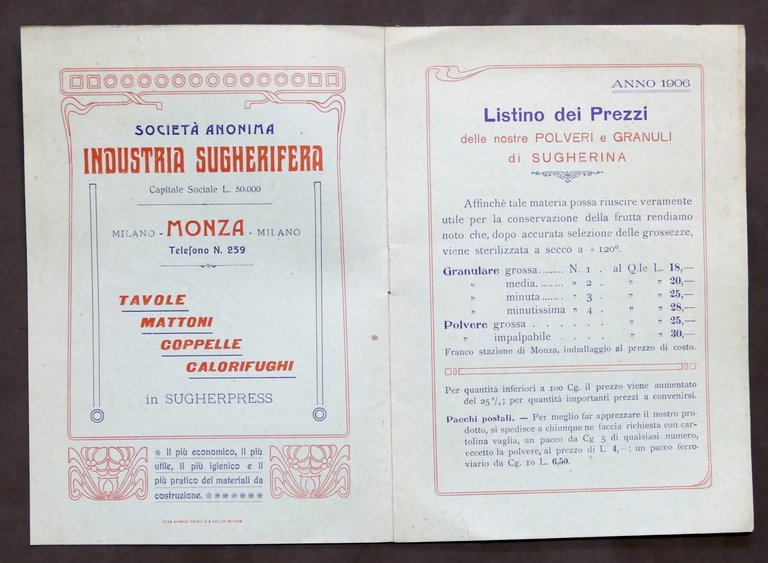 SOCIETÀ ANONIMA
INDUSTRIA SUGHERIFERA
Capitale Sociale L. 50.000
MILANO - MONZA - MILANO
Telefono N. 259
TAVOLE
MATTONI
COPPELLE
CALORIFUGHI
in SUGHERPRESS
il più economico, il più
utile, il più igienico e il
più pratico dei materiali da
costruzione.
ANNO 1906
Listino dei Prezzi
delle nostre POLVERI e GRANULI
di SUGHERINA
Affinchè tale materia possa riuscire veramente
utile per la conservazione della frutta rendiamo
noto che, dopo accurata selezione delle grossezze,
viene sterilizzata a secco a + 120º.
Granulare grossa........ N. 1 . al Q.le L. 18,—
" media. ........ " 2 . " " 20,—
" minuta....... " 3 . " " 25,—
" minutissima " 4 . " " 28,—
Polvere grossa . . . . . . " " 25,—
" impalpabile . . . . . " " 30,—
Franco stazione di Monza, imballaggio al prezzo di costo.
Per quantità inferiori a 100 Cg. il prezzo viene aumentato
del 25%; per quantità importanti prezzi a convenirsi.
Pacchi postali. — Per meglio far apprezzare il nostro pro-
dotto, si spedisce a chiunque ne faccia richiesta con car-
tolina vaglia, un pacco da Cg 5 di qualsiasi numero,
eccetto la polvere, al prezzo di L. 4,—; un pacco ferro-
viario da Cg. 10 L. 6,50.